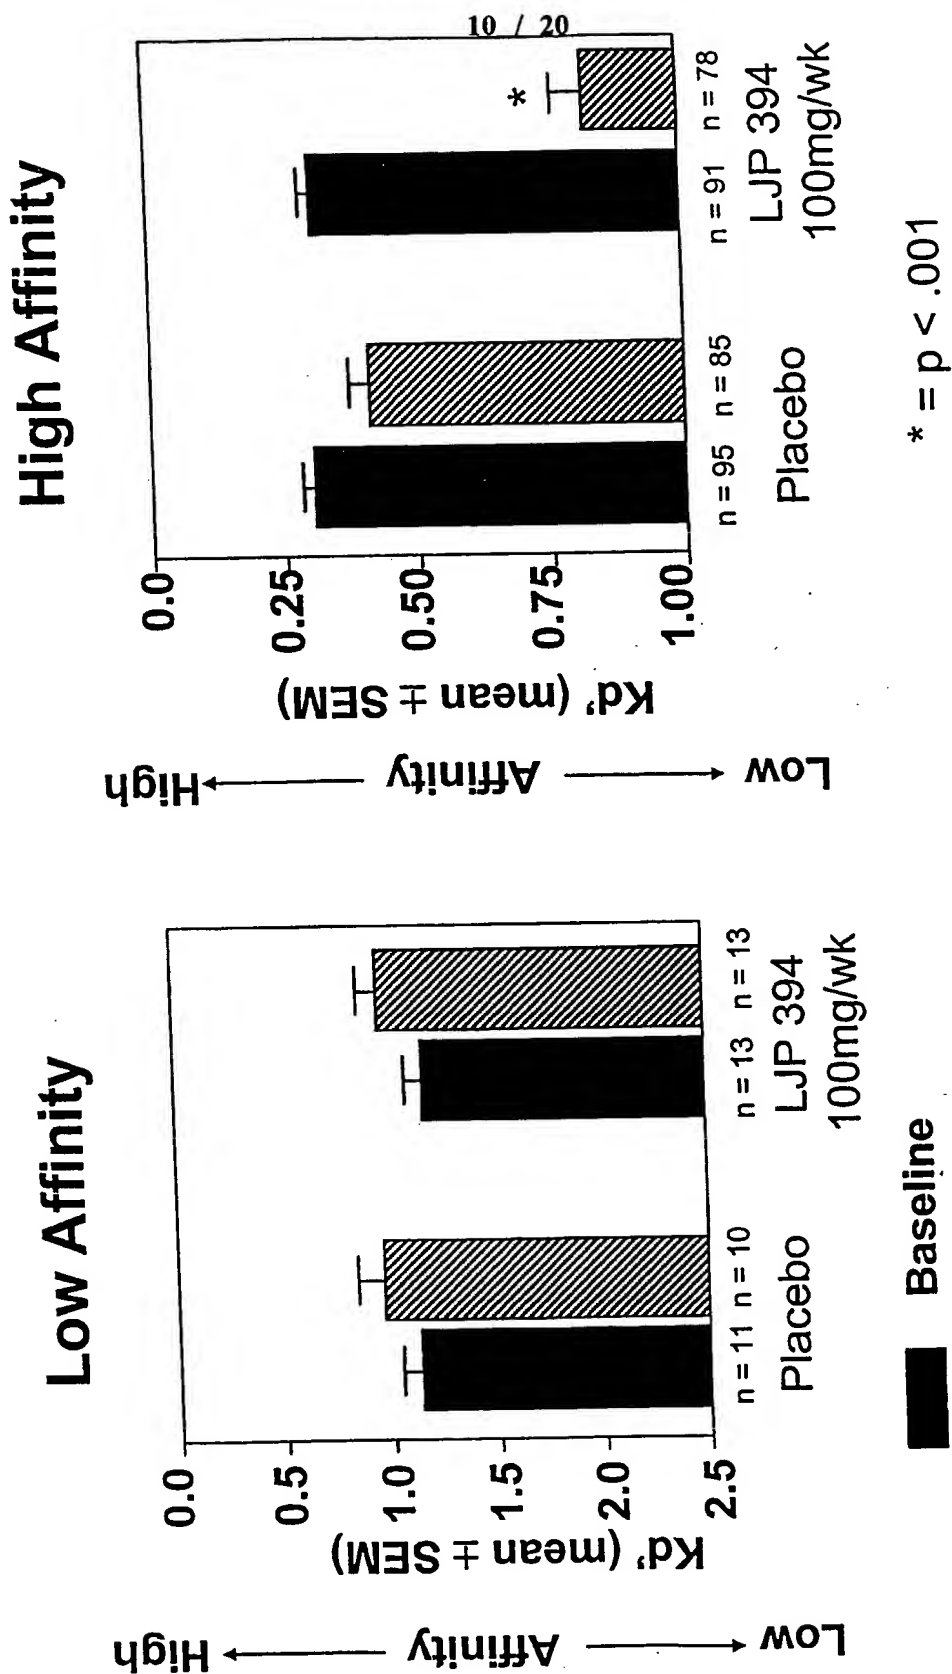 10 / 20
Low Affinity
High ← Affinity → Low
Kd' (mean ± SEM)
0.0
0.5
1.0
1.5
2.0
2.5
n = 11 n = 10 n = 13 n = 13
Placebo LJP 394
100mg/wk
Baseline
High Affinity
High ← Affinity → Low
Kd' (mean ± SEM)
0.0
0.25
0.50
0.75
1.00
*
n = 95 n = 85 n = 91 n = 78
Placebo LJP 394
100mg/wk
* = p < .001